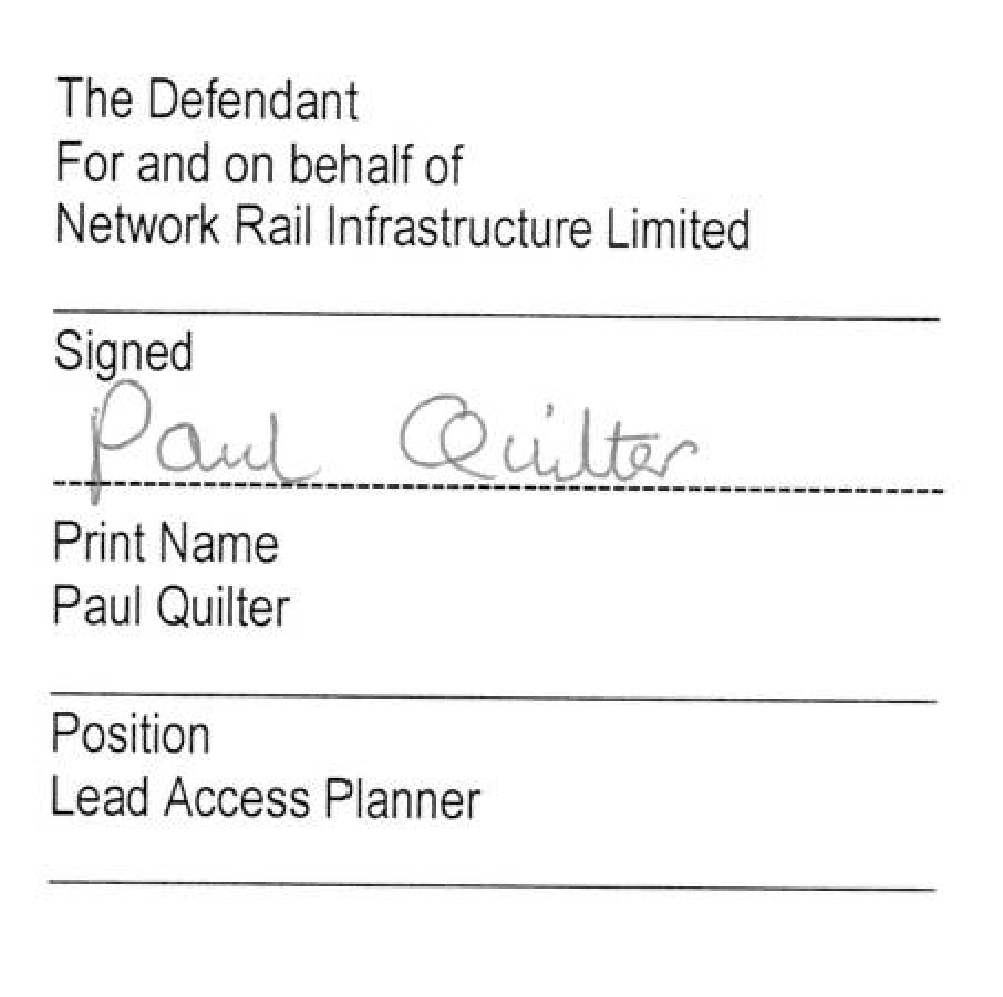 The Defendant
For and on behalf of
Network Rail Infrastructure Limited
Signed
Paul Quilter
Print Name
Paul Quilter
Position
Lead Access Planner